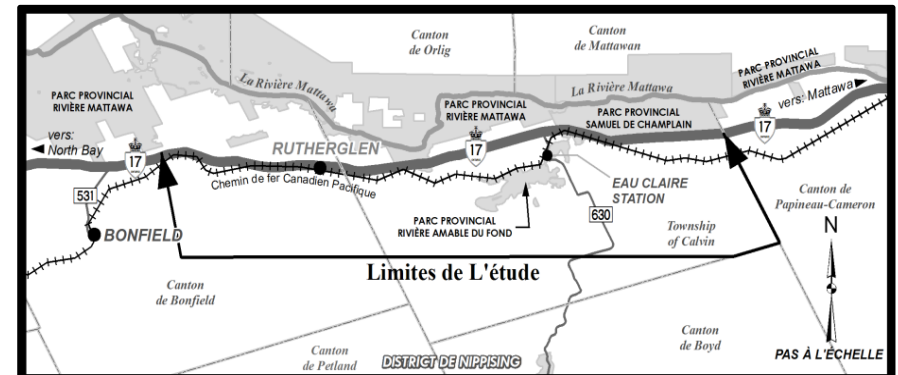 Canton
de Orlig
Canton
de Mattawan
PARC PROVINCIAL
RIVIÈRE MATTAWA
La Rivière Mattawa
PARC PROVINCIAL
RIVIÈRE MATTAWA
La Rivière Mattawa
PARC PROVINCIAL
RIVIÈRE MATTAWA
PARC PROVINCIAL
SAMUEL DE CHAMPLAIN
vers: Mattawa
vers:
North Bay
17
RUTHERGLEN
17
17
Chemin de fer Canadien Pacifique
531
BONFIELD
PARC PROVINCIAL
RIVIÈRE AMABLE DU FOND
EAU CLAIRE
STATION
630
Township
of Calvin
Canton de
Papineau-Cameron
N
Limites de L'étude
Canton
de Bonfield
Canton
de Petland
DISTRICT DE NIPPISING
Canton
de Boyd
PAS À L'ÉCHELLE